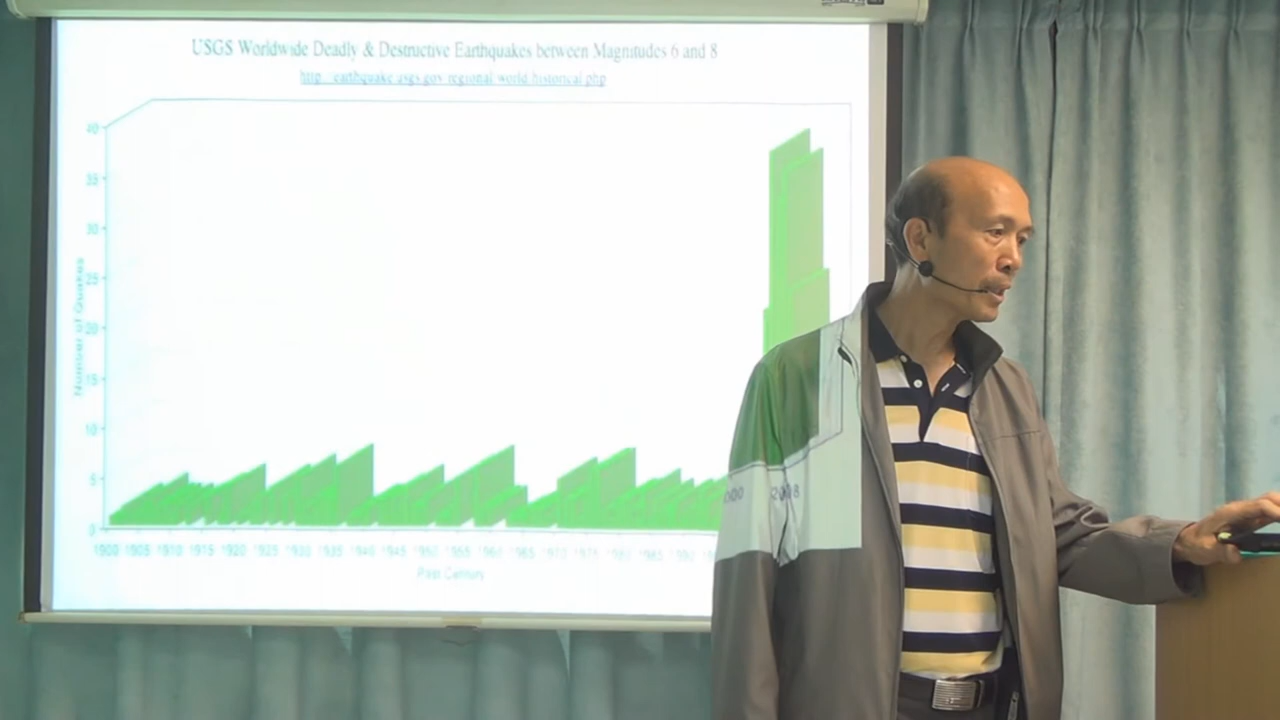 USGS Worldwide Deadly & Destructive Earthquakes between Magnitudes 6 and 8
http://earthquake.usgs.gov/regional/world/historical.php
40
35
30
25
20
15
10
5
0
Number of Quakes
1900 1905 1910 1915 1920 1925 1930 1935 1940 1945 1950 1955 1960 1965 1970 1975 1980 1985 1990
Past Century